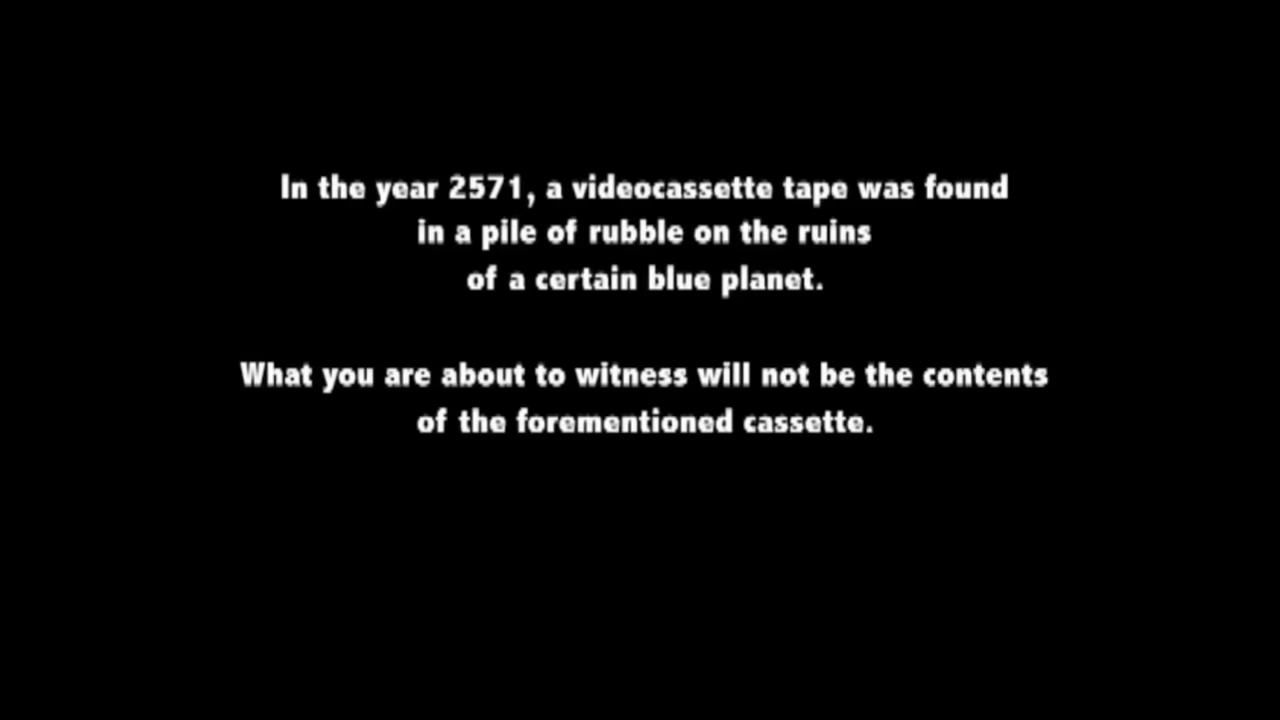 In the year 2571, a videocassette tape was found
in a pile of rubble on the ruins
of a certain blue planet.
What you are about to witness will not be the contents
of the forementioned cassette.